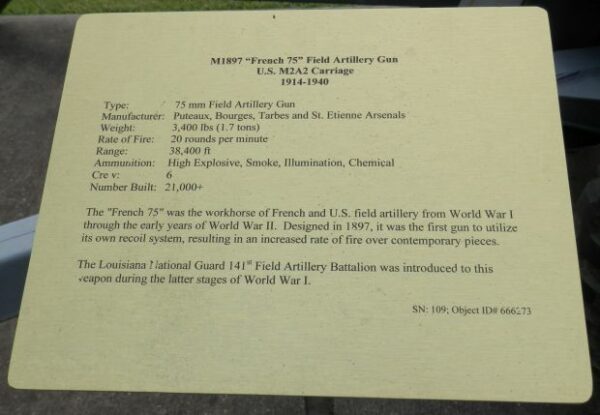 M1897 "French 75" Field Artillery Gun
U.S. M2A2 Carriage
1914-1940
Type: 75 mm Field Artillery Gun
Manufacturer: Puteaux, Bourges, Tarbes and St. Etienne Arsenals
Weight: 3,400 lbs (1.7 tons)
Rate of Fire: 20 rounds per minute
Range: 38,400 ft
Ammunition: High Explosive, Smoke, Illumination, Chemical
Crew: 6
Number Built: 21,000+
The "French 75" was the workhorse of French and U.S. field artillery from World War I
through the early years of World War II. Designed in 1897, it was the first gun to utilize
its own recoil system, resulting in an increased rate of fire over contemporary pieces.
The Louisiana National Guard 141st Field Artillery Battalion was introduced to this
weapon during the latter stages of World War I.
SN: 109; Object ID# 666273